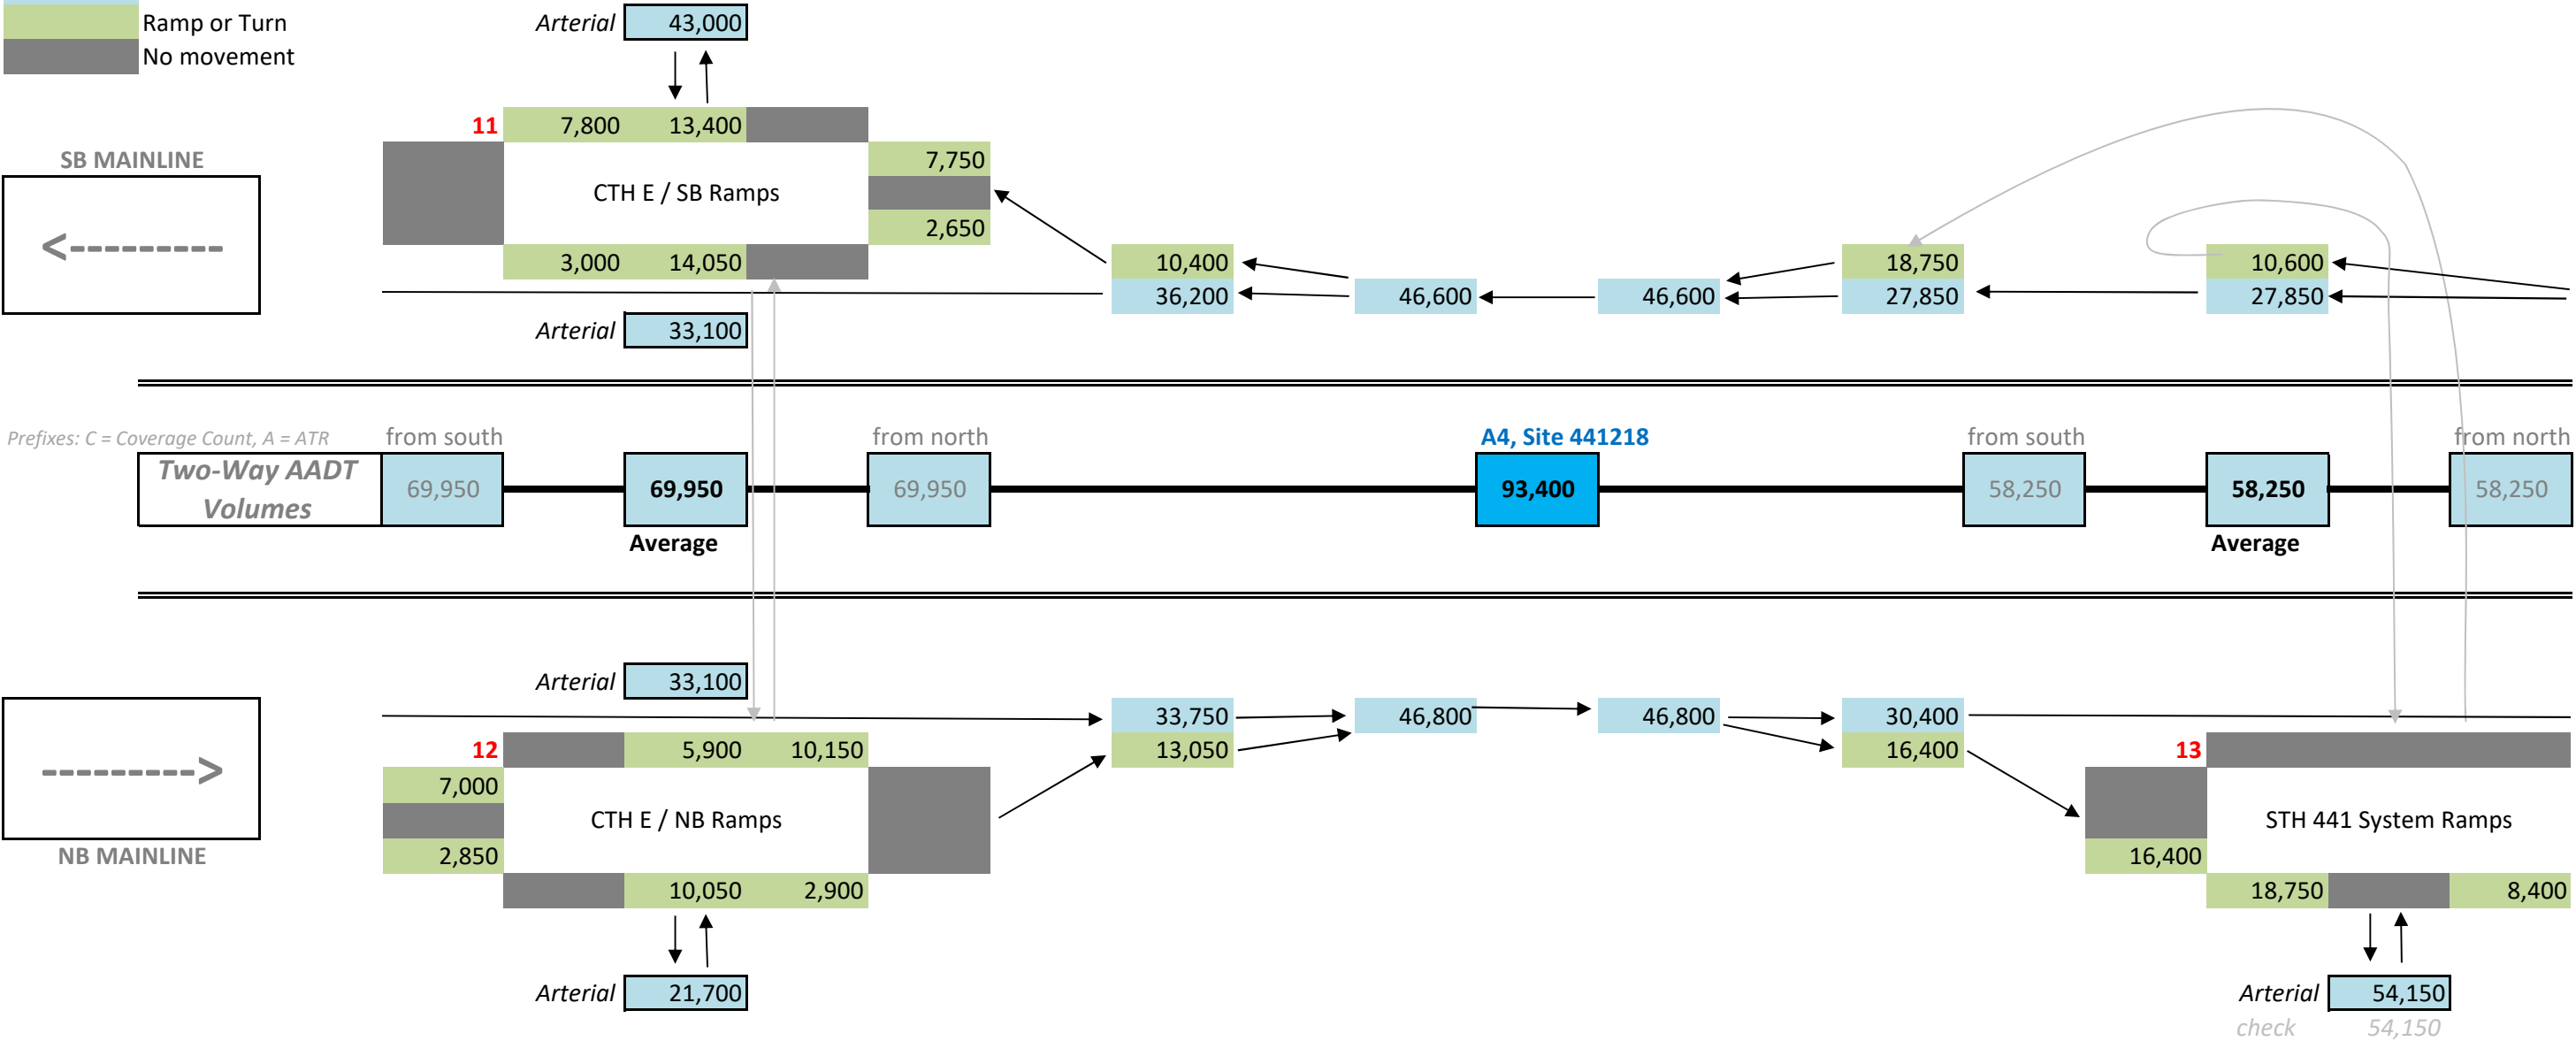 Ramp or Turn
No movement
Arterial 43,000
11 7,800 13,400
SB MAINLINE
7,750
<---------
CTH E / SB Ramps
2,650
3,000 14,050
10,400 18,750 10,600
36,200 46,600 46,600 27,850 27,850
Arterial 33,100
Prefixes: C = Coverage Count, A = ATR
from south from north A4, Site 441218 from south from north
Two-Way AADT
Volumes
69,950 69,950 69,950 93,400 58,250 58,250 58,250
Average Average
Arterial 33,100
33,750 46,800 46,800 30,400
12 5,900 10,150 13,050 16,400 13
7,000
--------->
CTH E / NB Ramps STH 441 System Ramps
NB MAINLINE
2,850 16,400
10,050 2,900 18,750 8,400
Arterial 21,700 Arterial 54,150
check 54,150